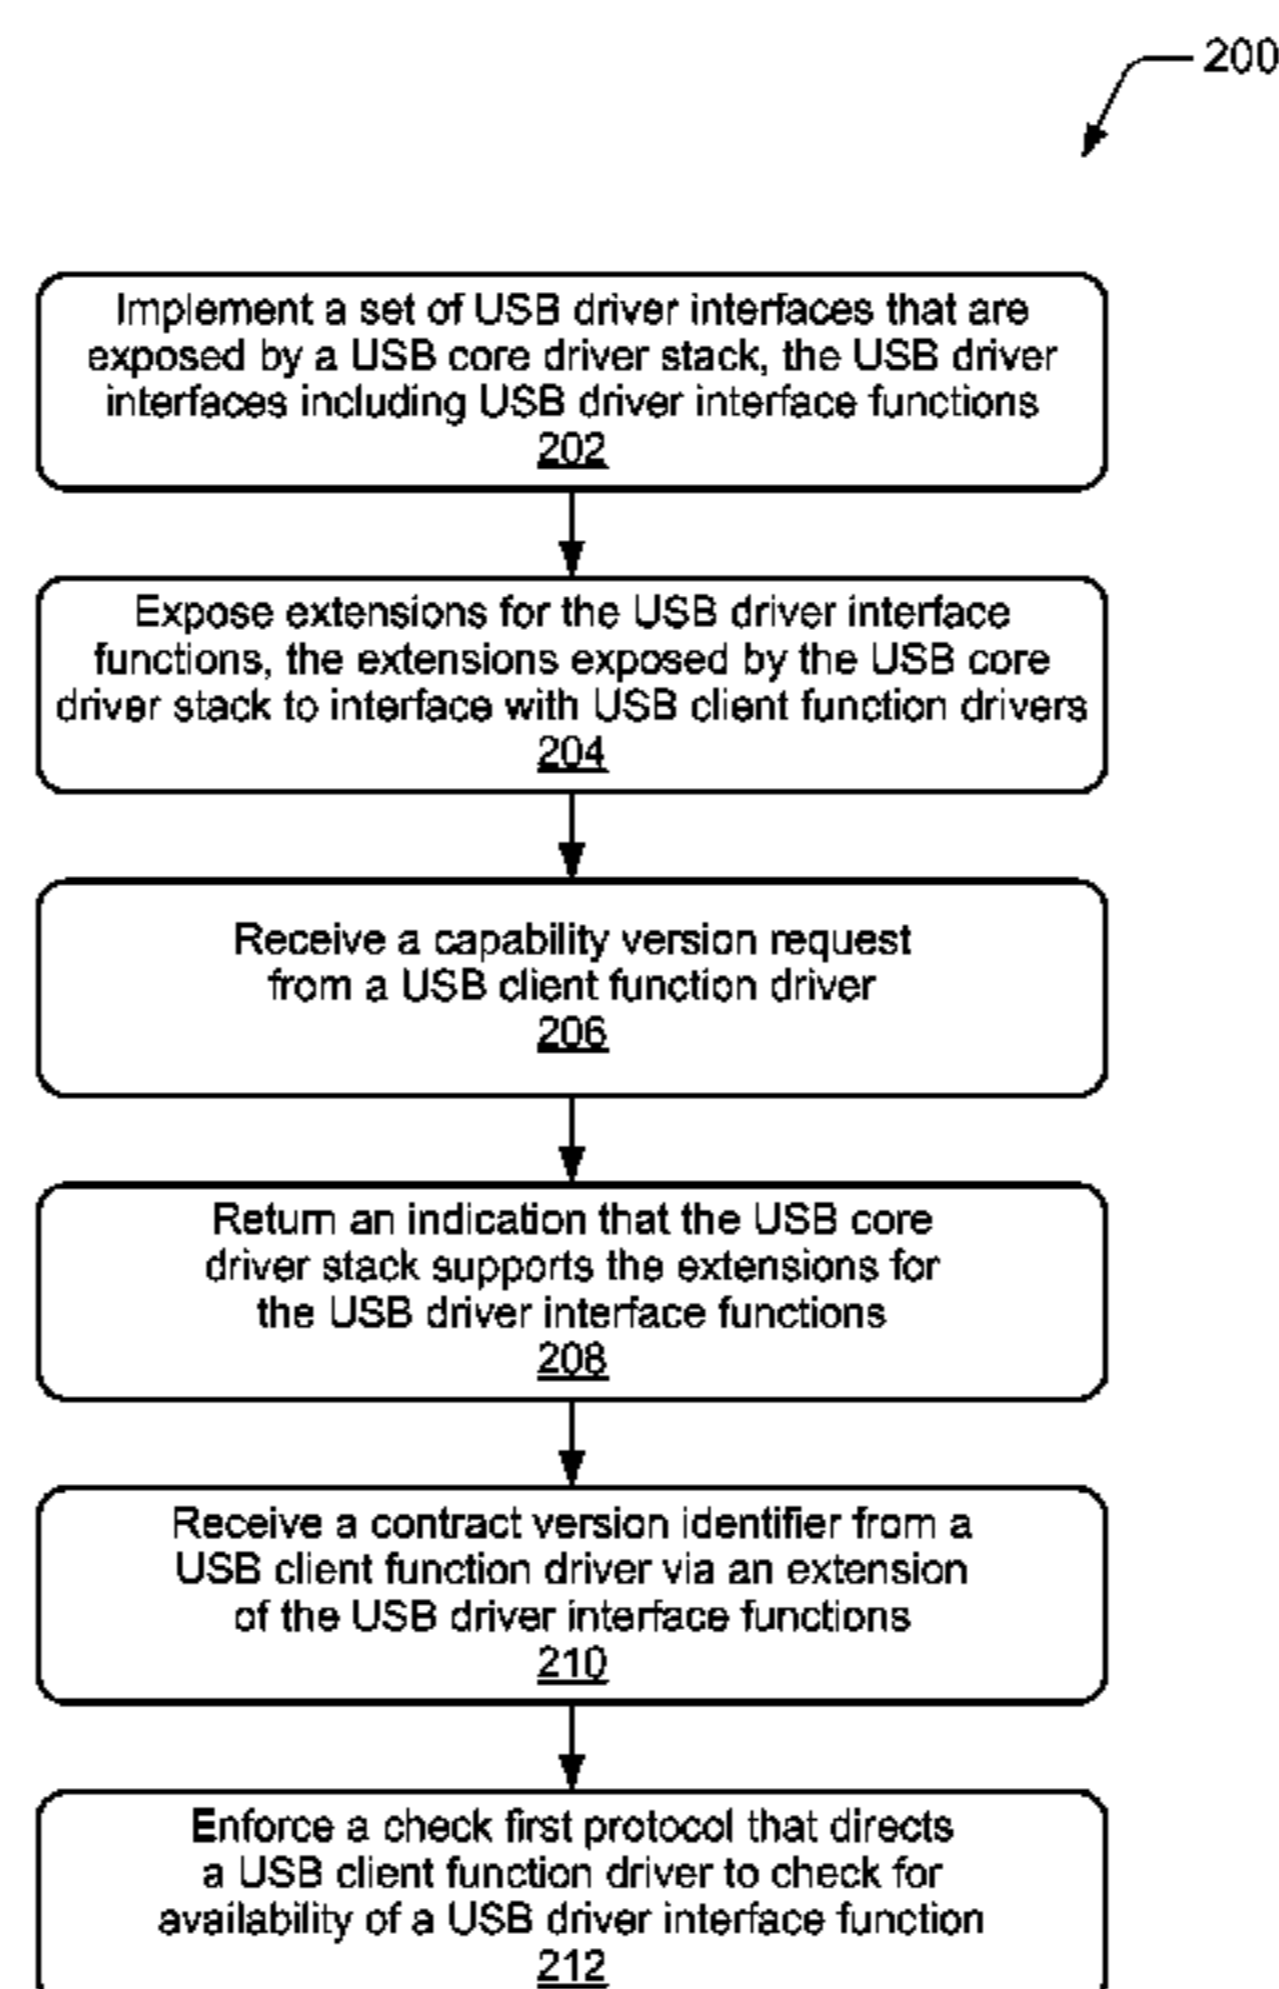 200
Implement a set of USB driver interfaces that are
exposed by a USB core driver stack, the USB driver
interfaces including USB driver interface functions
202
Expose extensions for the USB driver interface
functions, the extensions exposed by the USB core
driver stack to interface with USB client function drivers
204
Receive a capability version request
from a USB client function driver
206
Return an indication that the USB core
driver stack supports the extensions for
the USB driver interface functions
208
Receive a contract version identifier from a
USB client function driver via an extension
of the USB driver interface functions
210
Enforce a check first protocol that directs
a USB client function driver to check for
availability of a USB driver interface function
212